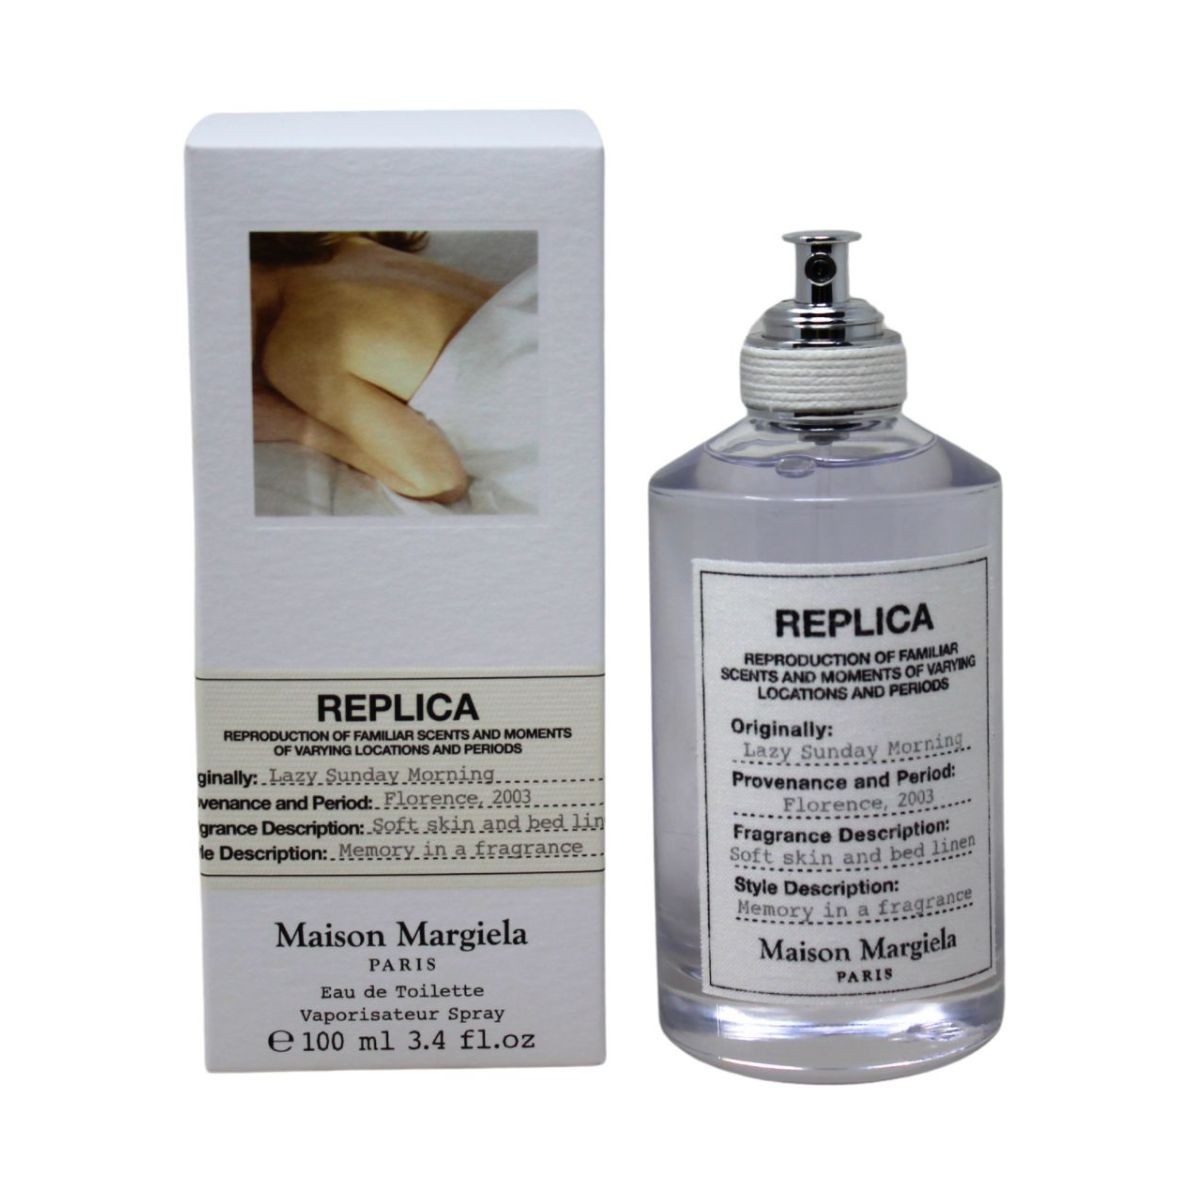 REPLICA
REPRODUCTION OF FAMILIAR SCENTS AND MOMENTS
OF VARYING LOCATIONS AND PERIODS
ginally: Lazy Sunday Morning
venance and Period: Florence, 2003
grance Description: Soft skin and bed lin
le Description: Memory in a fragrance
Maison Margiela
PARIS
Eau de Toilette
Vaporisateur Spray
℮ 100 ml 3.4 fl.oz
REPLICA
REPRODUCTION OF FAMILIAR
SCENTS AND MOMENTS OF VARYING
LOCATIONS AND PERIODS
Originally:
Lazy Sunday Morning
Provenance and Period:
Florence, 2003
Fragrance Description:
Soft skin and bed linen
Style Description:
Memory in a fragrance
Maison Margiela
PARIS